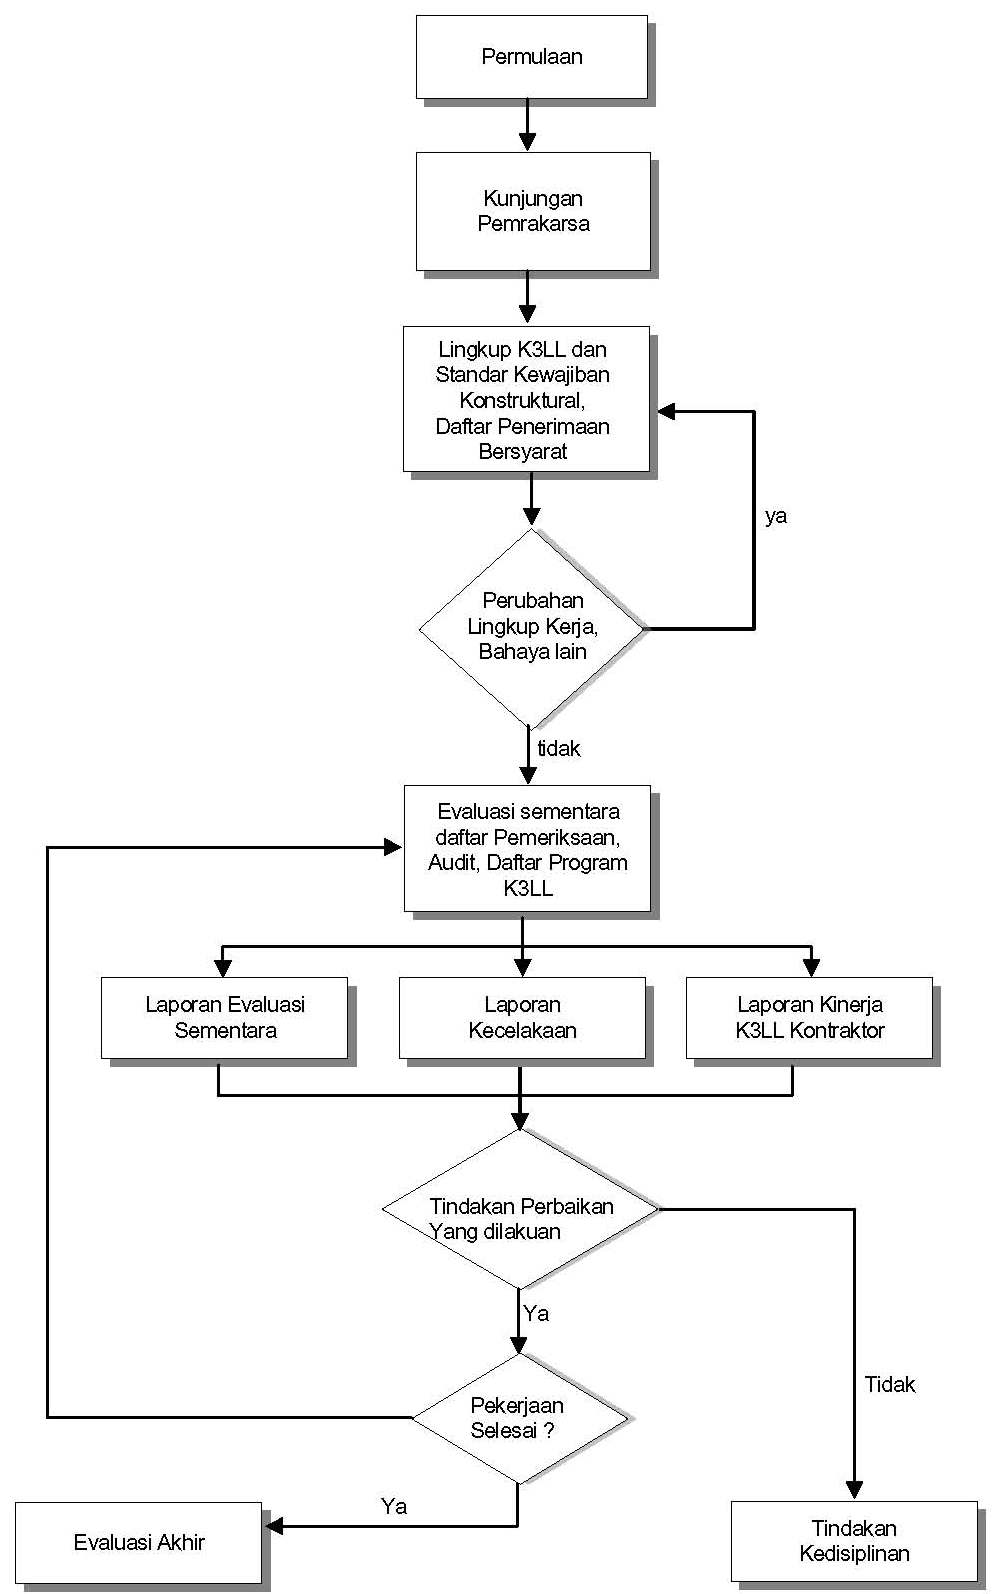 Permulaan
Kunjungan
Pemrakarsa
Lingkup K3LL dan
Standar Kewajiban
Konstruktural,
Daftar Penerimaan
Bersyarat
ya
Perubahan
Lingkup Kerja,
Bahaya lain
tidak
Evaluasi sementara
daftar Pemeriksaan,
Audit, Daftar Program
K3LL
Laporan Evaluasi
Sementara
Laporan
Kecelakaan
Laporan Kinerja
K3LL Kontraktor
Tindakan Perbaikan
Yang dilakuan
Ya
Tidak
Pekerjaan
Selesai ?
Ya
Evaluasi Akhir
Tindakan
Kedisiplinan